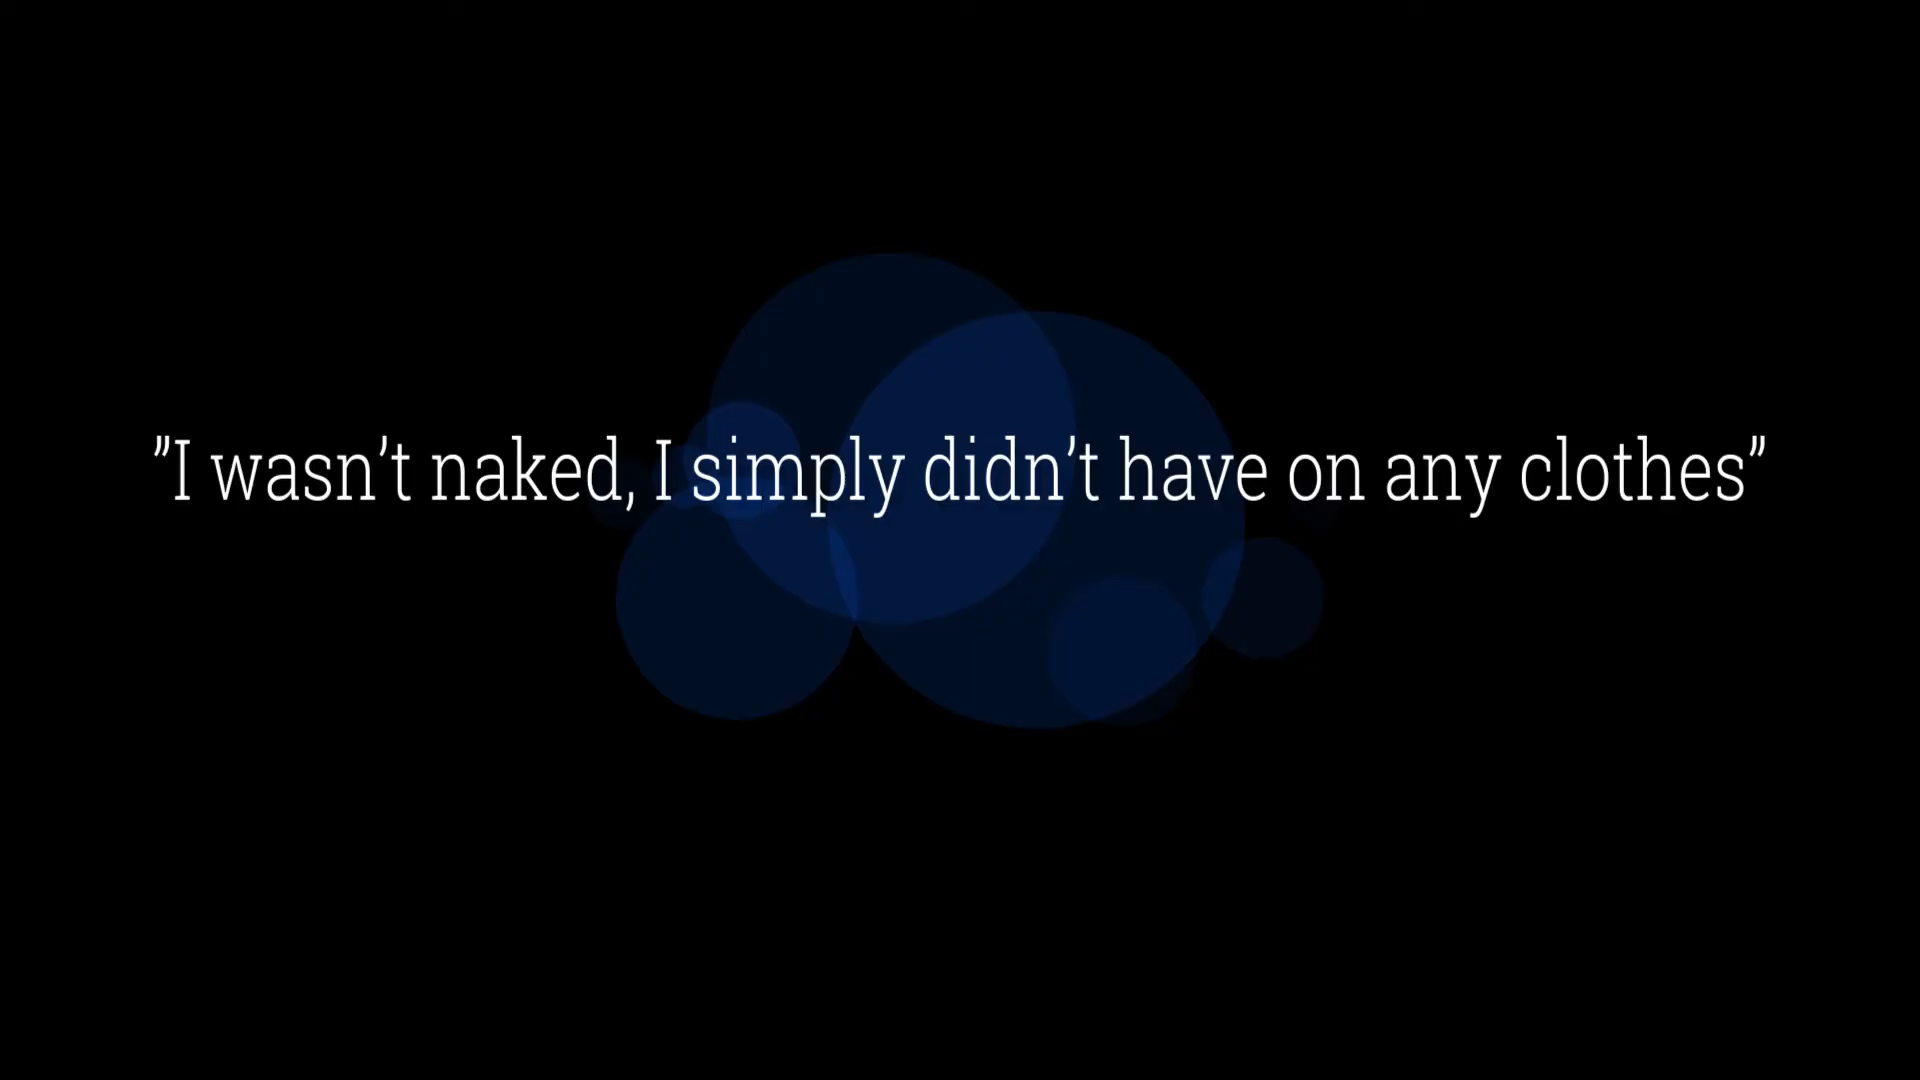 ”I wasn’t naked, I simply didn’t have on any clothes”